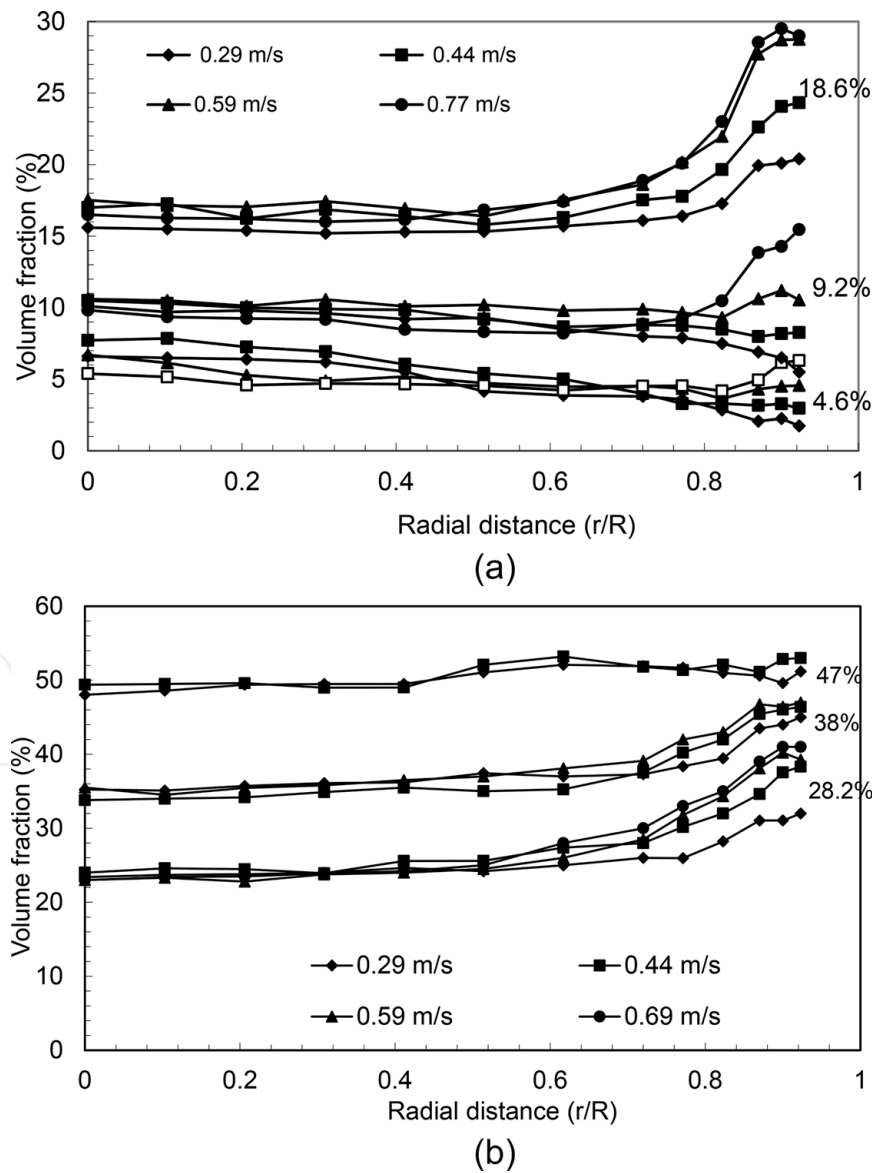 30
25
20
15
10
5
0
Volume fraction (%)
0.29 m/s 0.44 m/s
0.59 m/s 0.77 m/s
18.6%
9.2%
4.6%
0 0.2 0.4 0.6 0.8 1
Radial distance (r/R)
(a)
60
50
40
30
20
10
0
Volume fraction (%)
47%
38%
28.2%
0.29 m/s 0.44 m/s
0.59 m/s 0.69 m/s
0 0.2 0.4 0.6 0.8 1
Radial distance (r/R)
(b)